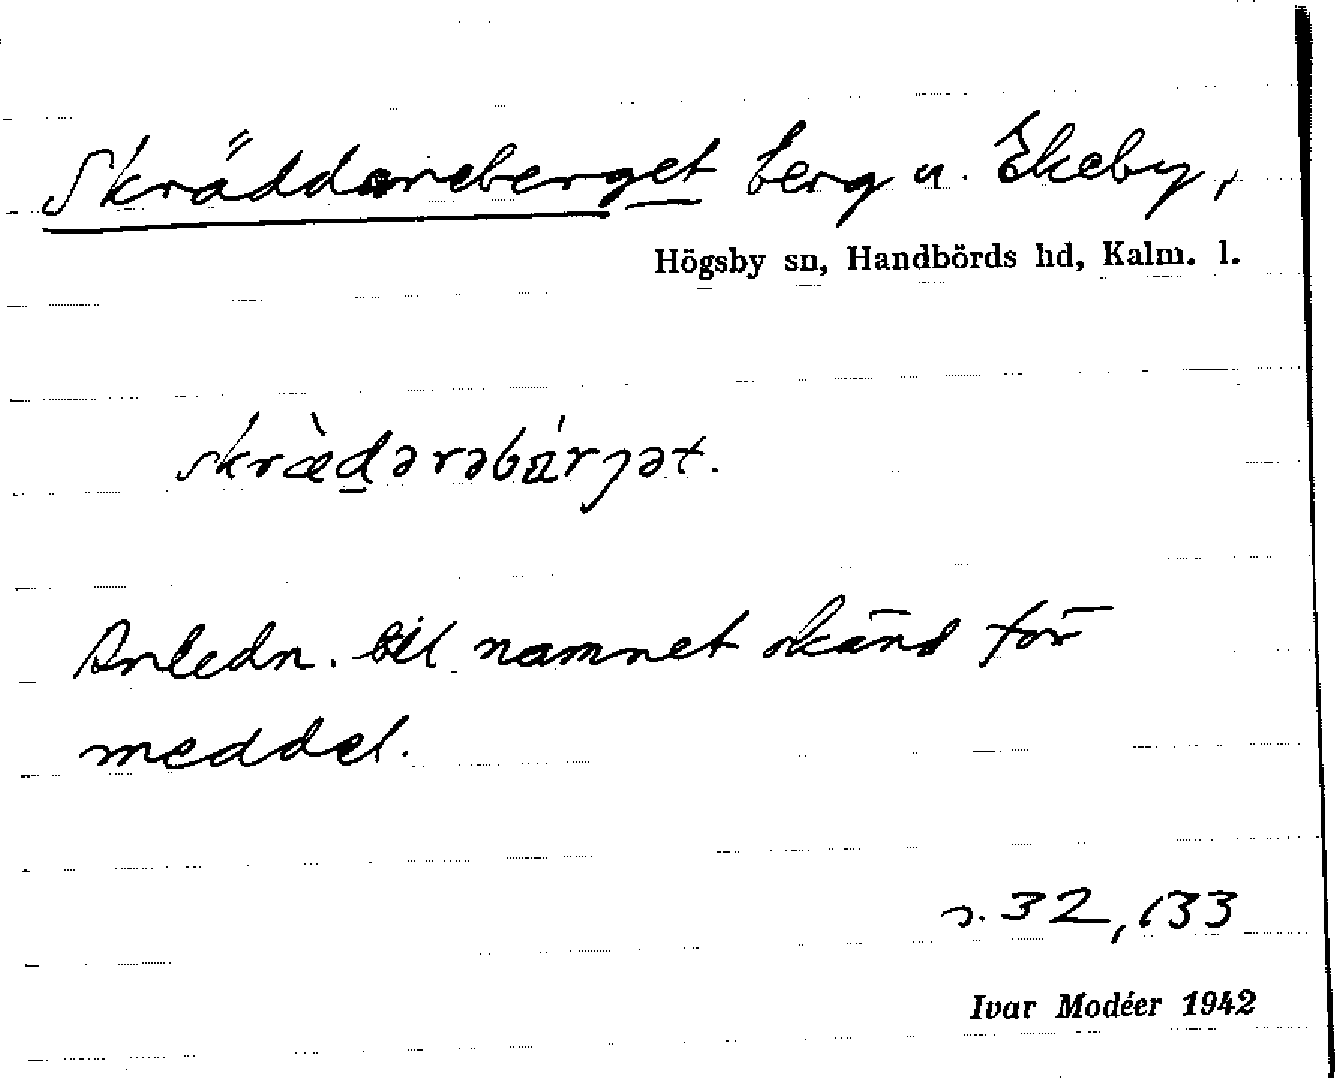 Skräddareberget berg u. Ekeby,
Högsby sn, Handbörds hd, Kalm. l.
skrædərəbärjət.
Anledn. till namnet okänd för
meddel.
s. 32, 133
Ivar Modéer 1942